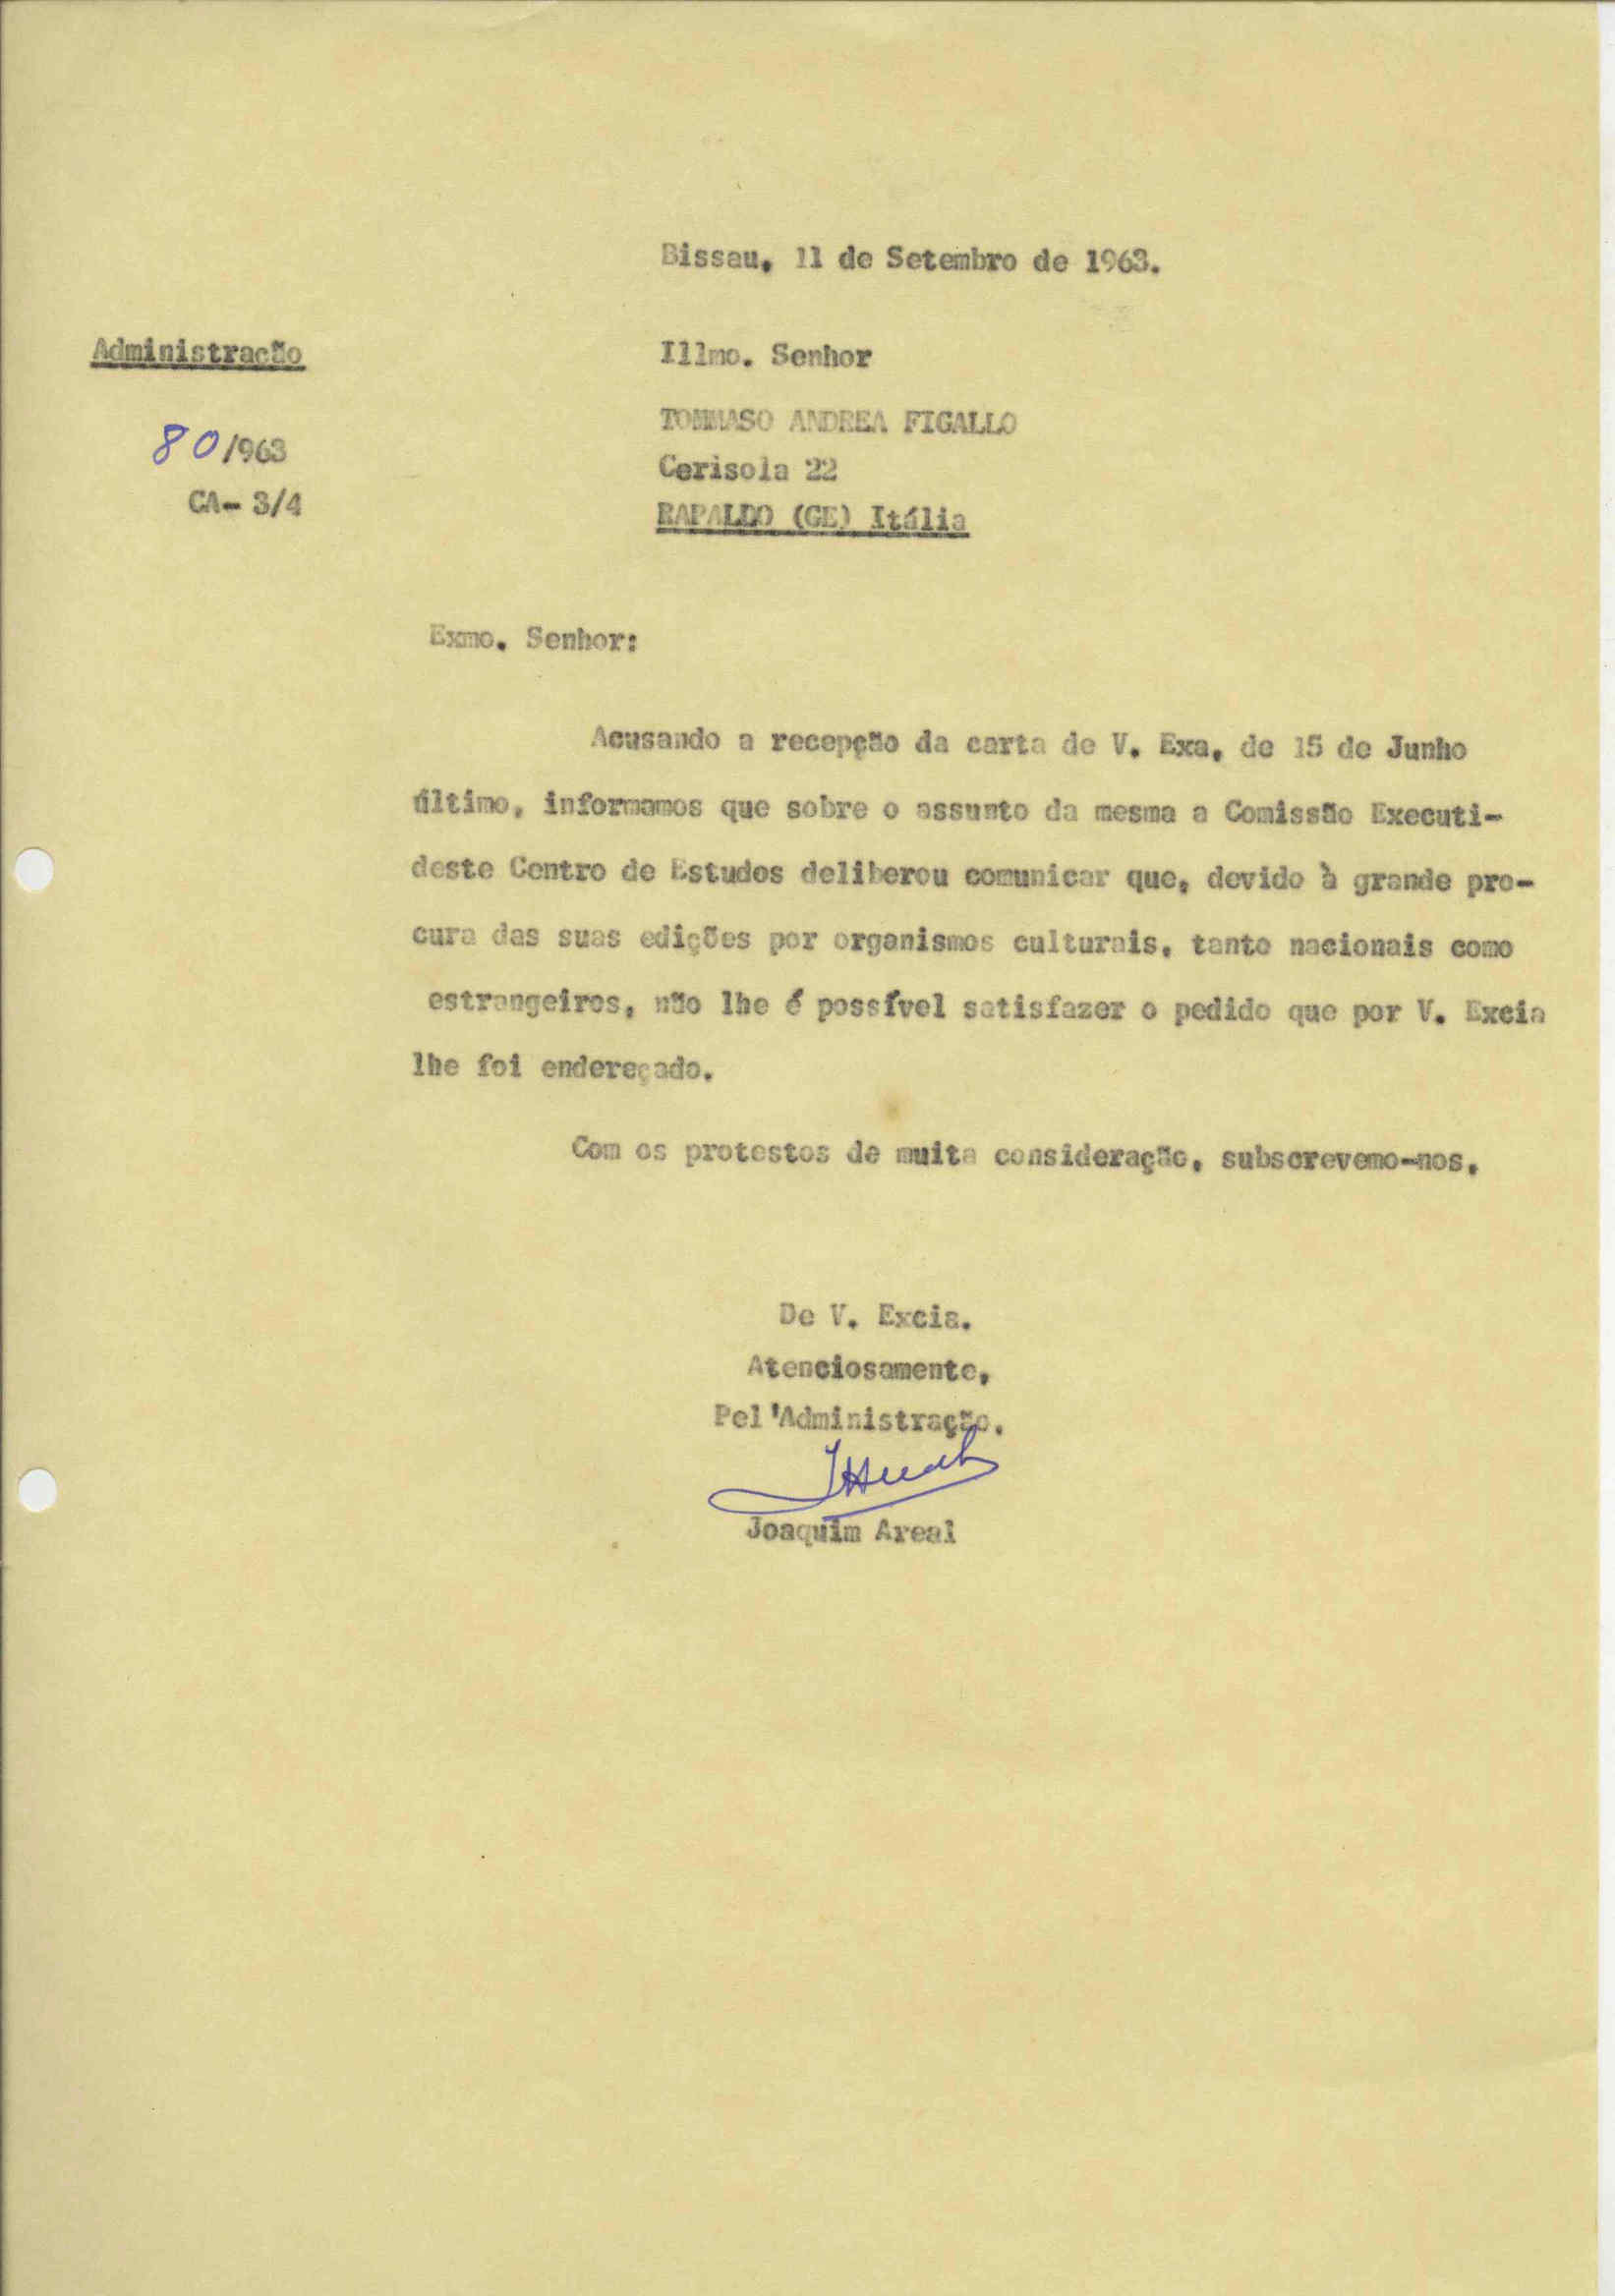 Bissau, 11 de Setembro de 1963.
Administração
Illmo. Senhor
TOMMASO ANDREA FIGALLO
80/963
Cerisola 22
CA- 3/4
RAPALLO (GE) Itália
Exmo. Senhor:
Acusando a recepção da carta de V. Exa, de 15 de Junho
último, informamos que sobre o assunto da mesma a Comissão Executi-
deste Centro de Estudos deliberou comunicar que, devido à grande pro-
cura das suas edições por organismos culturais, tanto nacionais como
estrangeiros, não lhe é possível satisfazer o pedido que por V. Excia
lhe foi endereçado.
Com os protestos de muita consideração, subscrevemo-nos,
De V. Excia.
Atenciosamente,
Pel'Administração.
Joaquim Areal